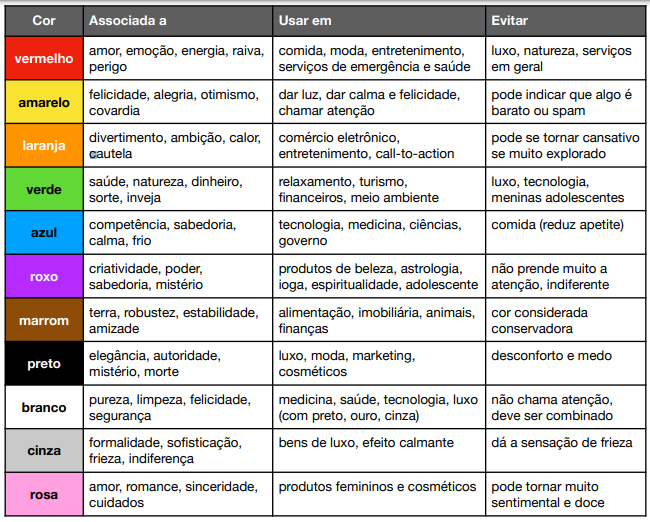 Cor Associada a Usar em Evitar
vermelho amor, emoção, energia, raiva, comida, moda, entretenimento, luxo, natureza, serviços
perigo serviços de emergência e saúde em geral
amarelo felicidade, alegria, otimismo, dar luz, dar calma e felicidade, pode indicar que algo é
covardia chamar atenção barato ou spam
laranja divertimento, ambição, calor, comércio eletrônico, pode se tornar cansativo
cautela entretenimento, call-to-action se muito explorado
verde saúde, natureza, dinheiro, relaxamento, turismo, luxo, tecnologia,
sorte, inveja financeiros, meio ambiente meninas adolescentes
azul competência, sabedoria, tecnologia, medicina, ciências, comida (reduz apetite)
calma, frio governo
roxo criatividade, poder, produtos de beleza, astrologia, não prende muito a
sabedoria, mistério ioga, espiritualidade, adolescente atenção, indiferente
marrom terra, robustez, estabilidade, alimentação, imobiliária, animais, cor considerada
amizade finanças conservadora
preto elegância, autoridade, luxo, moda, marketing, desconforto e medo
mistério, morte cosméticos
branco pureza, limpeza, felicidade, medicina, saúde, tecnologia, luxo não chama atenção,
segurança (com preto, ouro, cinza) deve ser combinado
cinza formalidade, sofisticação, bens de luxo, efeito calmante dá a sensação de frieza
frieza, indiferença
rosa amor, romance, sinceridade, produtos femininos e cosméticos pode tornar muito
cuidados sentimental e doce